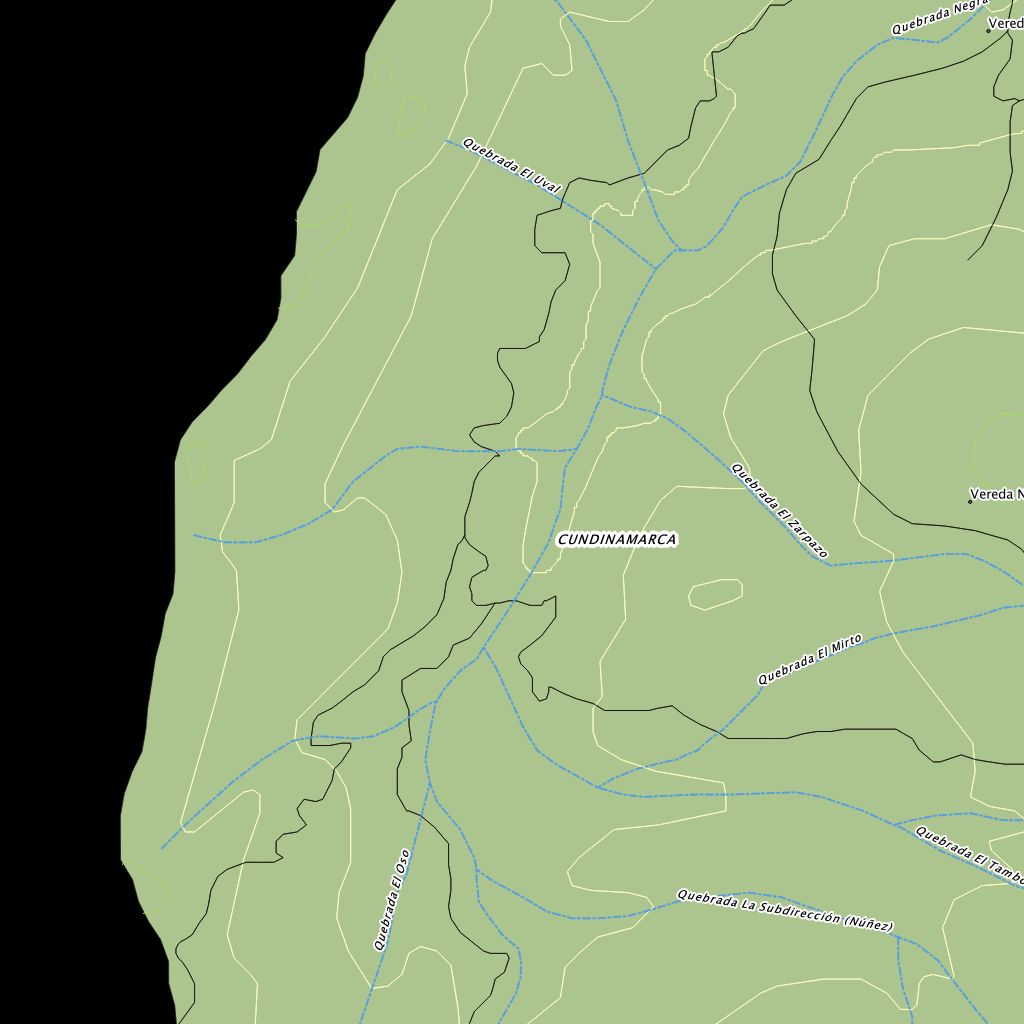 Quebrada Negra
Quebrada El Uval
Quebrada El Zarpazo
Vereda N
CUNDINAMARCA
Quebrada El Mirto
Quebrada El Oso
Quebrada El Tambo
Quebrada La Subdirección (Núñez)